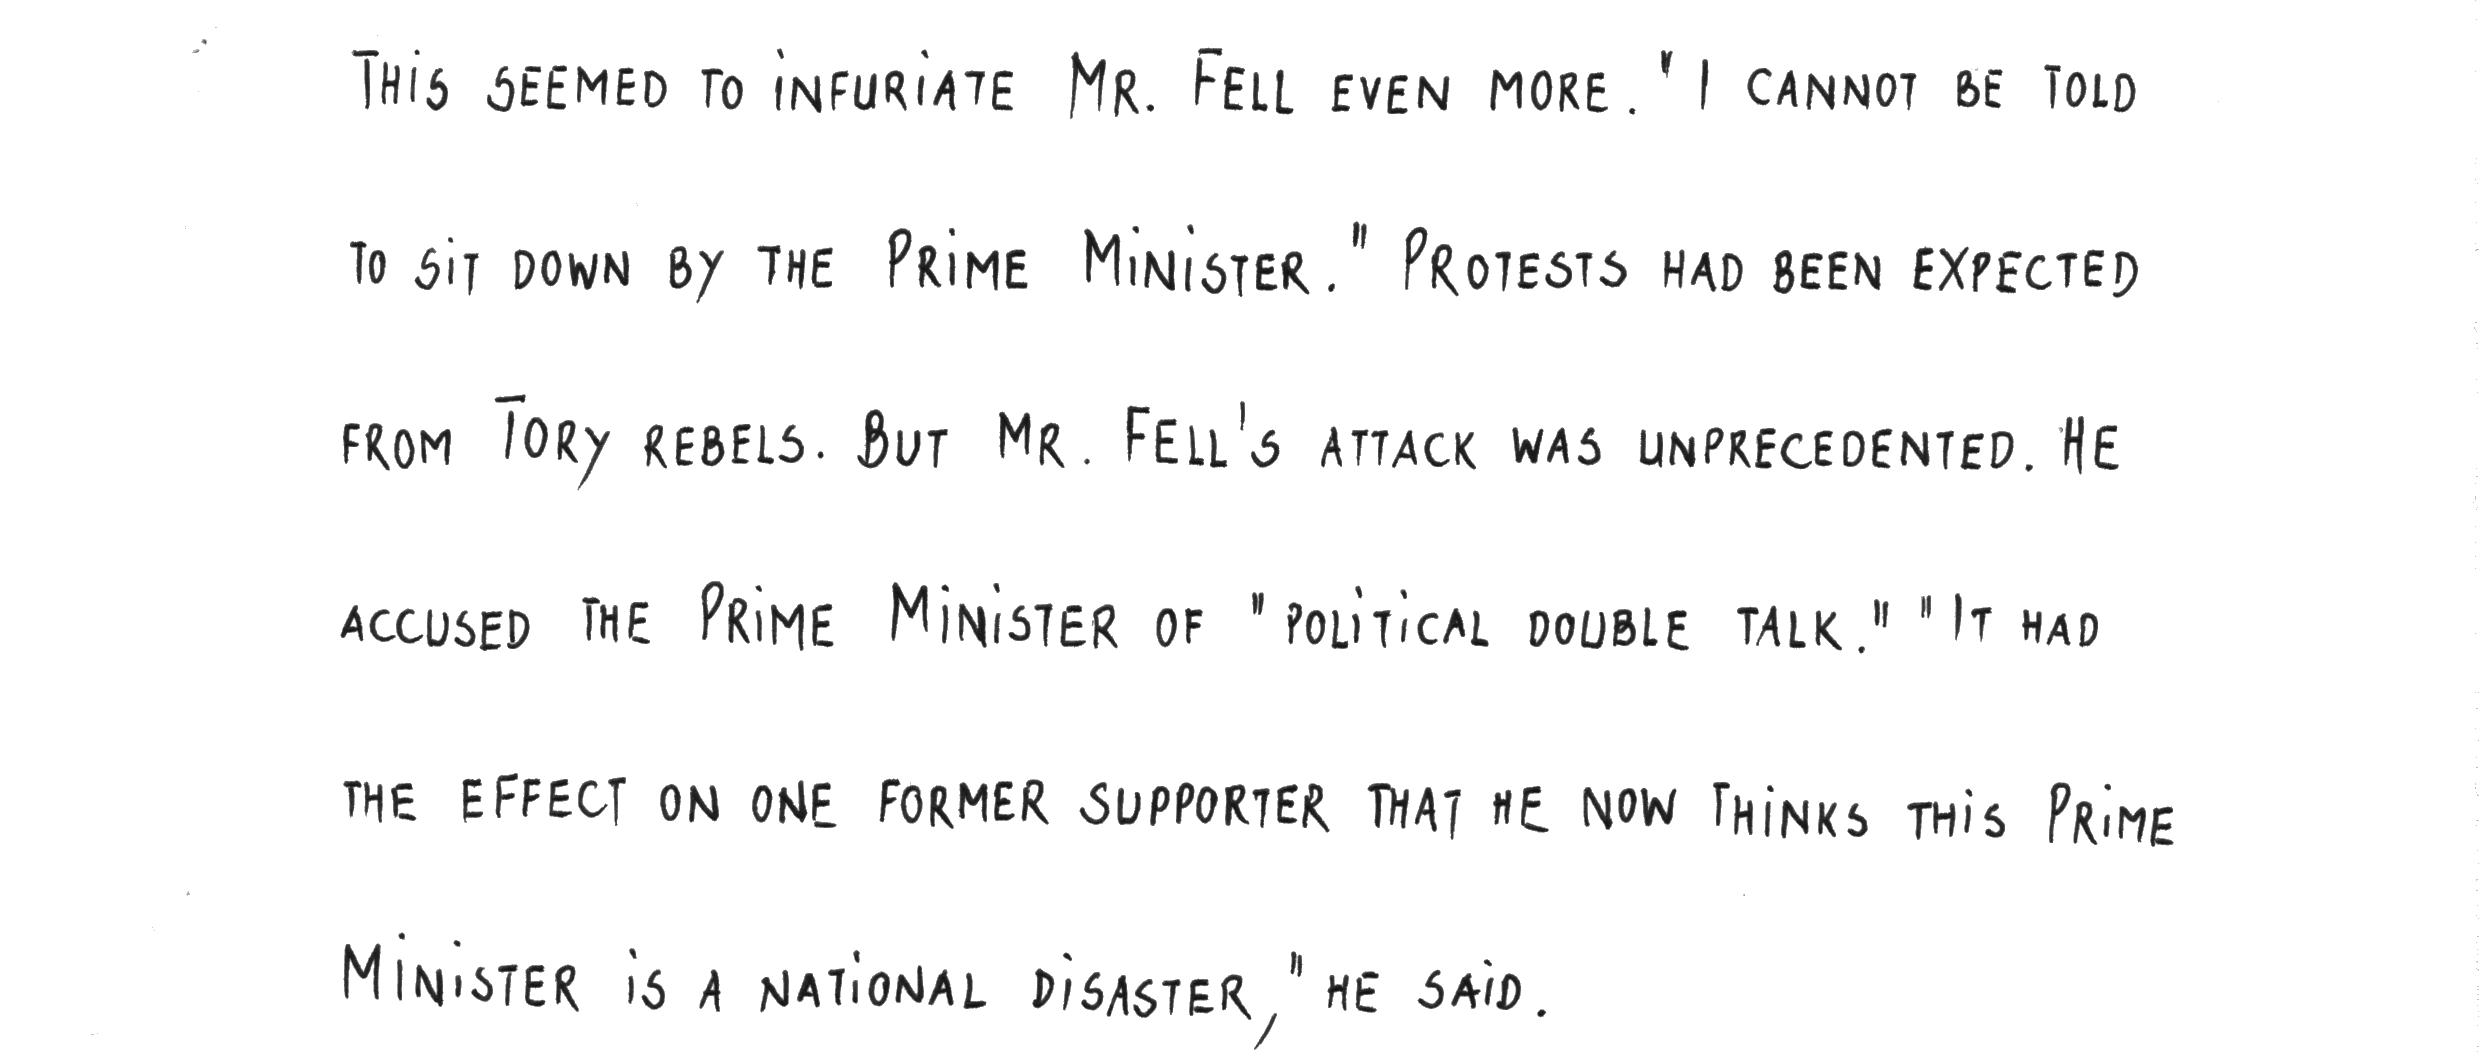 This seemed to infuriate Mr. Fell even more. "I cannot be told
to sit down by the Prime Minister." Protests had been expected
from Tory rebels. But Mr. Fell's attack was unprecedented. He
accused the Prime Minister of "political double talk." "It had
the effect on one former supporter that he now thinks this Prime
Minister is a national disaster," he said.